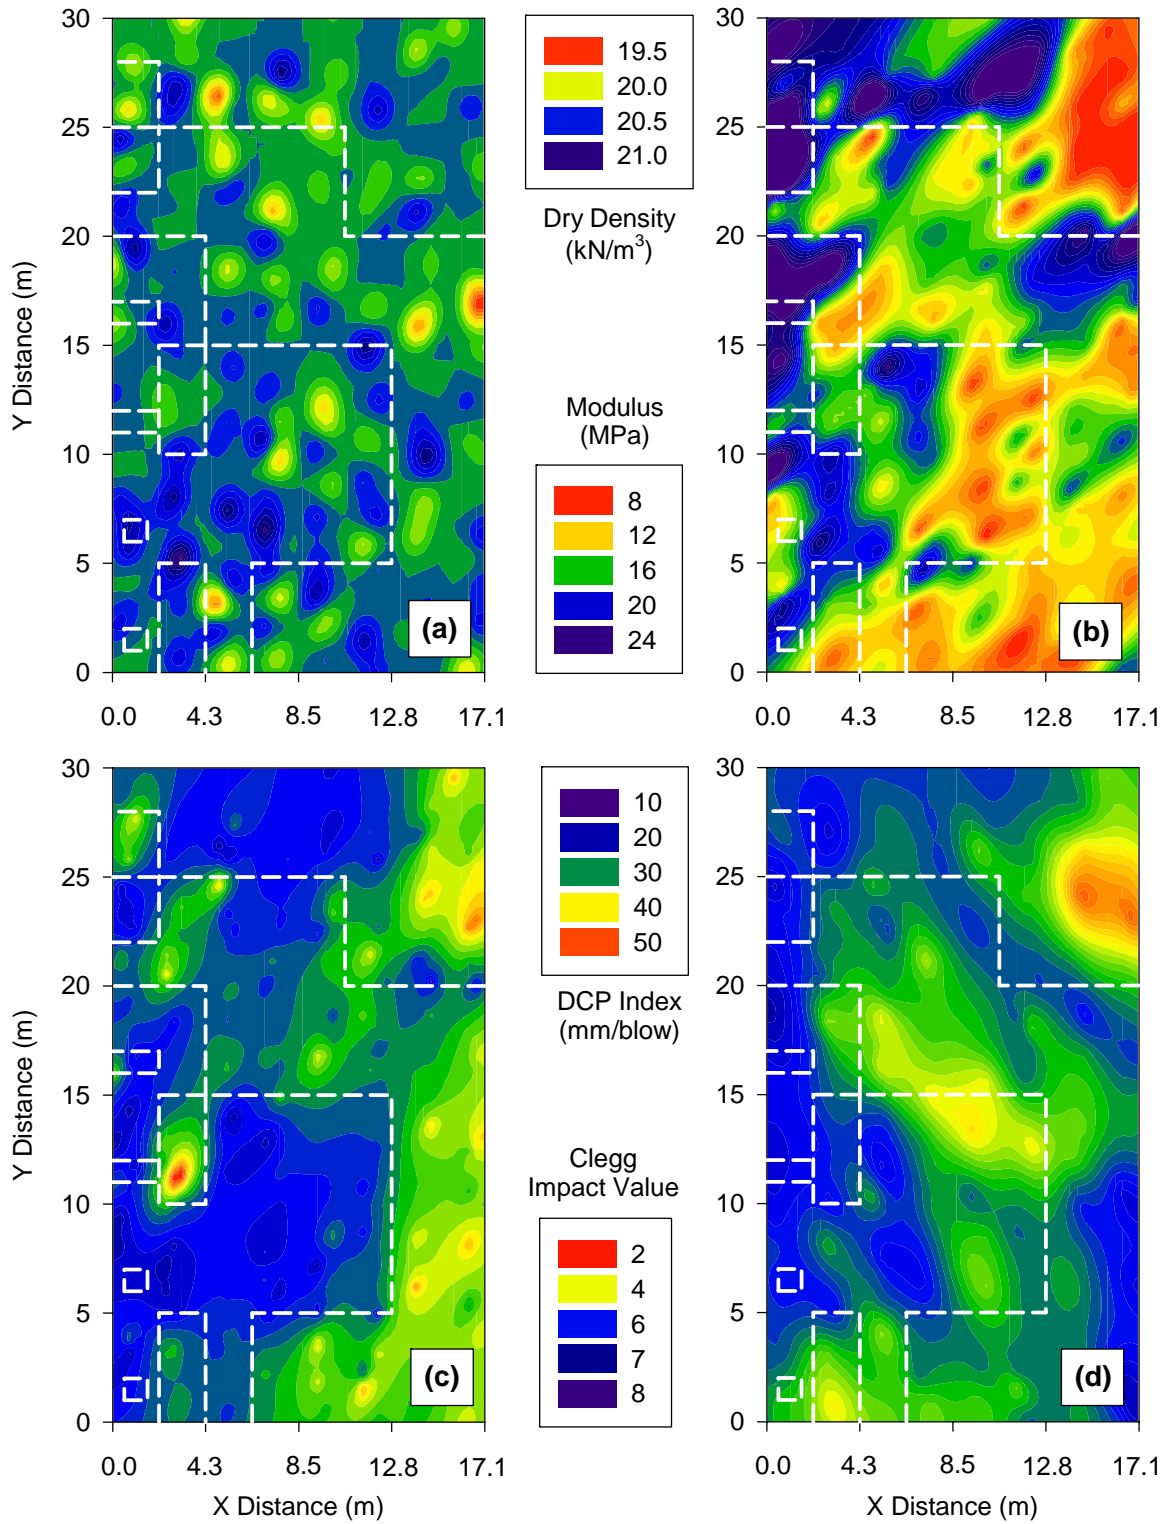 30
25
20
15
10
5
0
Y Distance (m)
0.0 4.3 8.5 12.8 17.1
(a)
19.5
20.0
20.5
21.0
Dry Density
(kN/m³)
Modulus
(MPa)
8
12
16
20
24
30
25
20
15
10
5
0
0.0 4.3 8.5 12.8 17.1
(b)
30
25
20
15
10
5
0
Y Distance (m)
0.0 4.3 8.5 12.8 17.1
X Distance (m)
(c)
10
20
30
40
50
DCP Index
(mm/blow)
Clegg
Impact Value
2
4
6
7
8
30
25
20
15
10
5
0
0.0 4.3 8.5 12.8 17.1
X Distance (m)
(d)